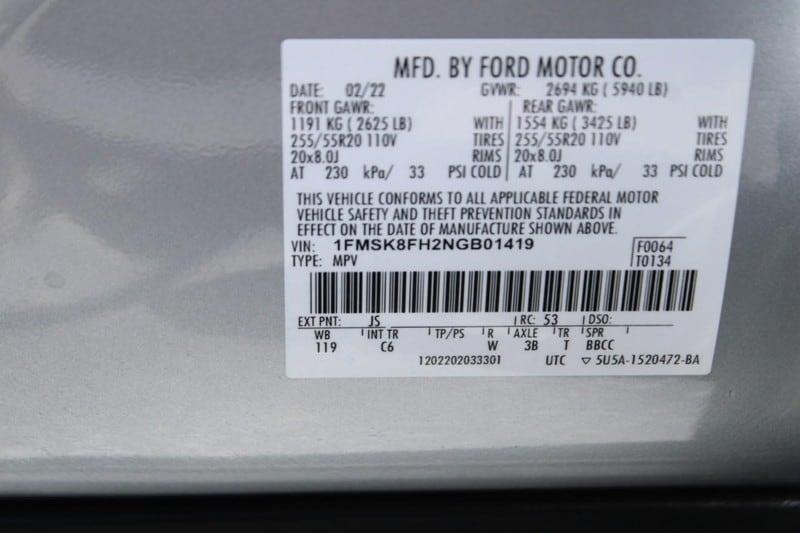 MFD. BY FORD MOTOR CO.
DATE: 02/22 GVWR: 2694 KG ( 5940 LB)
FRONT GAWR: REAR GAWR:
1191 KG ( 2625 LB) WITH 1554 KG ( 3425 LB) WITH
255/55R20 110V TIRES 255/55R20 110V TIRES
20x8.0J RIMS 20x8.0J RIMS
AT 230 kPa/ 33 PSI COLD AT 230 kPa/ 33 PSI COLD
THIS VEHICLE CONFORMS TO ALL APPLICABLE FEDERAL MOTOR
VEHICLE SAFETY AND THEFT PREVENTION STANDARDS IN
EFFECT ON THE DATE OF MANUFACTURE SHOWN ABOVE.
VIN: 1FMSK8FH2NGB01419 F0064
TYPE: MPV T0134
EXT PNT: JS RC: 53 DSO:
WB INT TR TP/PS R AXLE TR SPR
119 C6 W 3B T BBCC
1202202033301 UTC ▽ 5U5A-1520472-BA